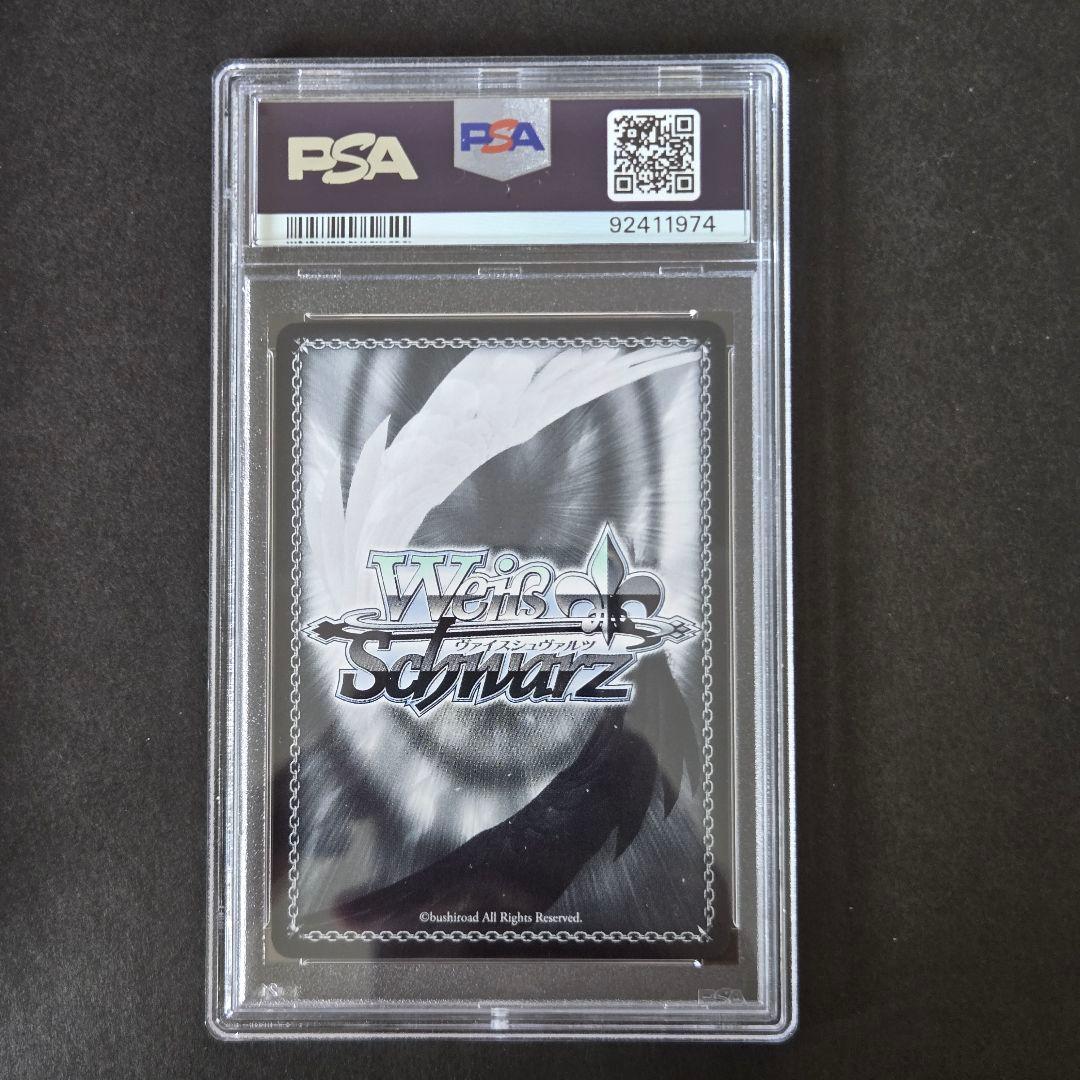 PSA
PSA
92411974
Weiß
ヴァイスシュヴァルツ
Schwarz
©bushiroad All Rights Reserved.
PSA